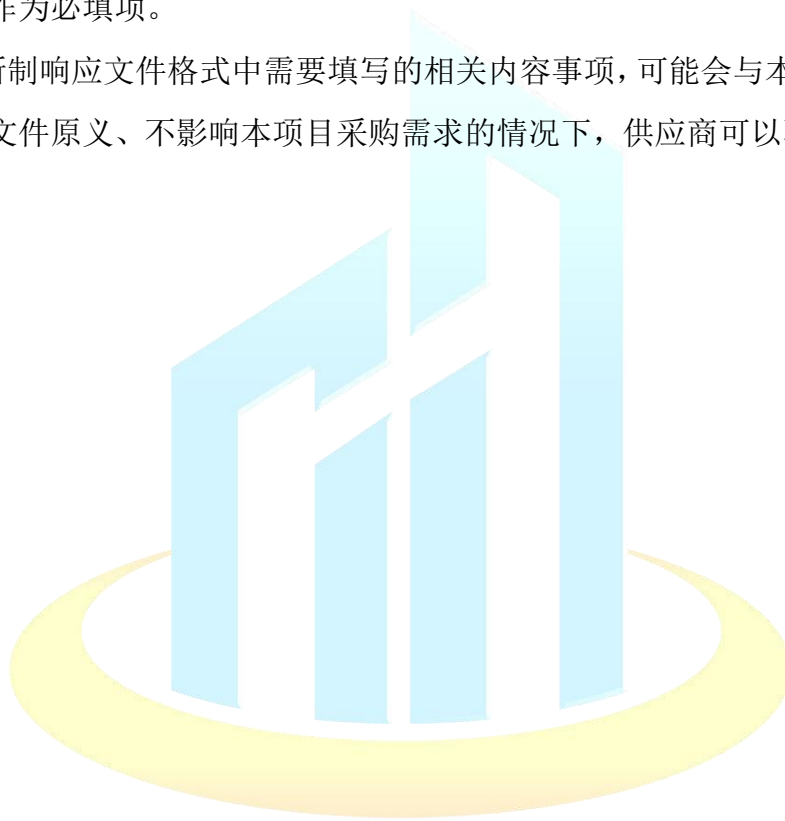 作为必填项。
制响应文件格式中需要填写的相关内容事项，可能会与本
文件原义、不影响本项目采购需求的情况下，供应商可以